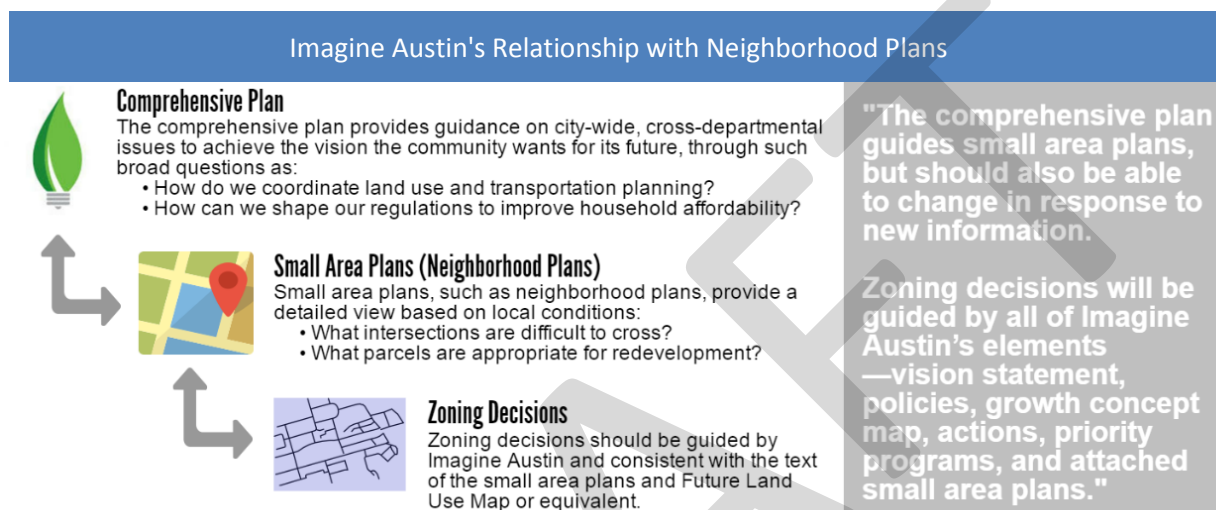 Imagine Austin's Relationship with Neighborhood Plans
Comprehensive Plan
The comprehensive plan provides guidance on city-wide, cross-departmental
issues to achieve the vision the community wants for its future, through such
broad questions as:
• How do we coordinate land use and transportation planning?
• How can we shape our regulations to improve household affordability?
Small Area Plans (Neighborhood Plans)
Small area plans, such as neighborhood plans, provide a
detailed view based on local conditions:
• What intersections are difficult to cross?
• What parcels are appropriate for redevelopment?
Zoning Decisions
Zoning decisions should be guided by
Imagine Austin and consistent with the text
of the small area plans and Future Land
Use Map or equivalent.
"The comprehensive plan
guides small area plans,
but should also be able
to change in response to
new information.
Zoning decisions will be
guided by all of Imagine
Austin’s elements
—vision statement,
policies, growth concept
map, actions, priority
programs, and attached
small area plans."